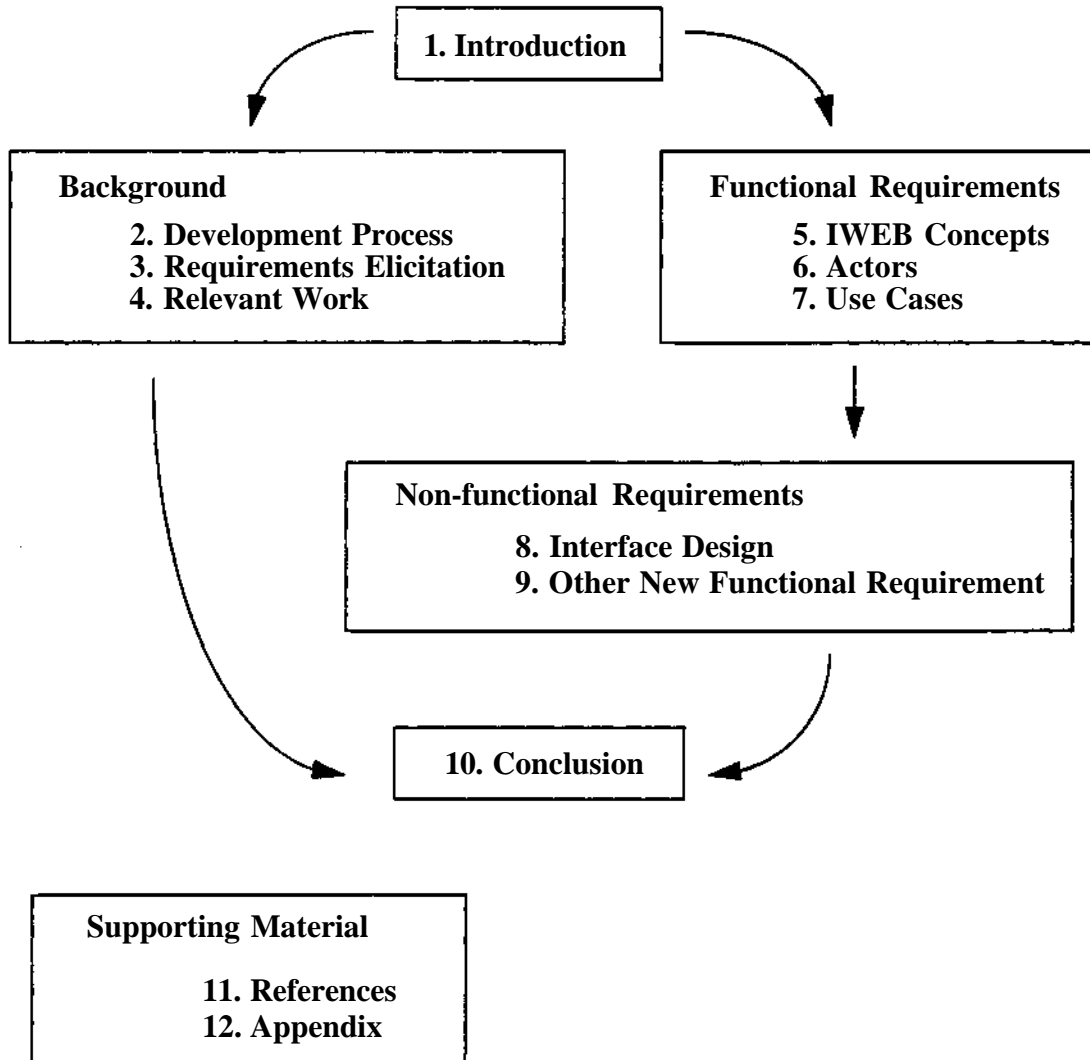 1. Introduction
Background
2. Development Process
3. Requirements Elicitation
4. Relevant Work
Functional Requirements
5. IWEB Concepts
6. Actors
7. Use Cases
Non-functional Requirements
8. Interface Design
9. Other New Functional Requirement
10. Conclusion
Supporting Material
11. References
12. Appendix